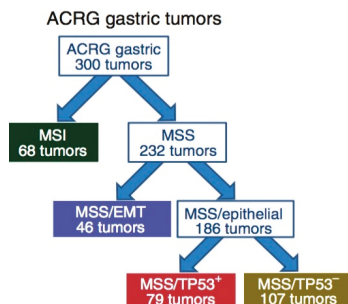 ACRG gastric tumors
ACRG gastric
300 tumors
MSI
68 tumors
MSS
232 tumors
MSS/EMT
46 tumors
MSS/epithelial
186 tumors
MSS/TP53⁺
79 tumors
MSS/TP53⁻
107 tumors